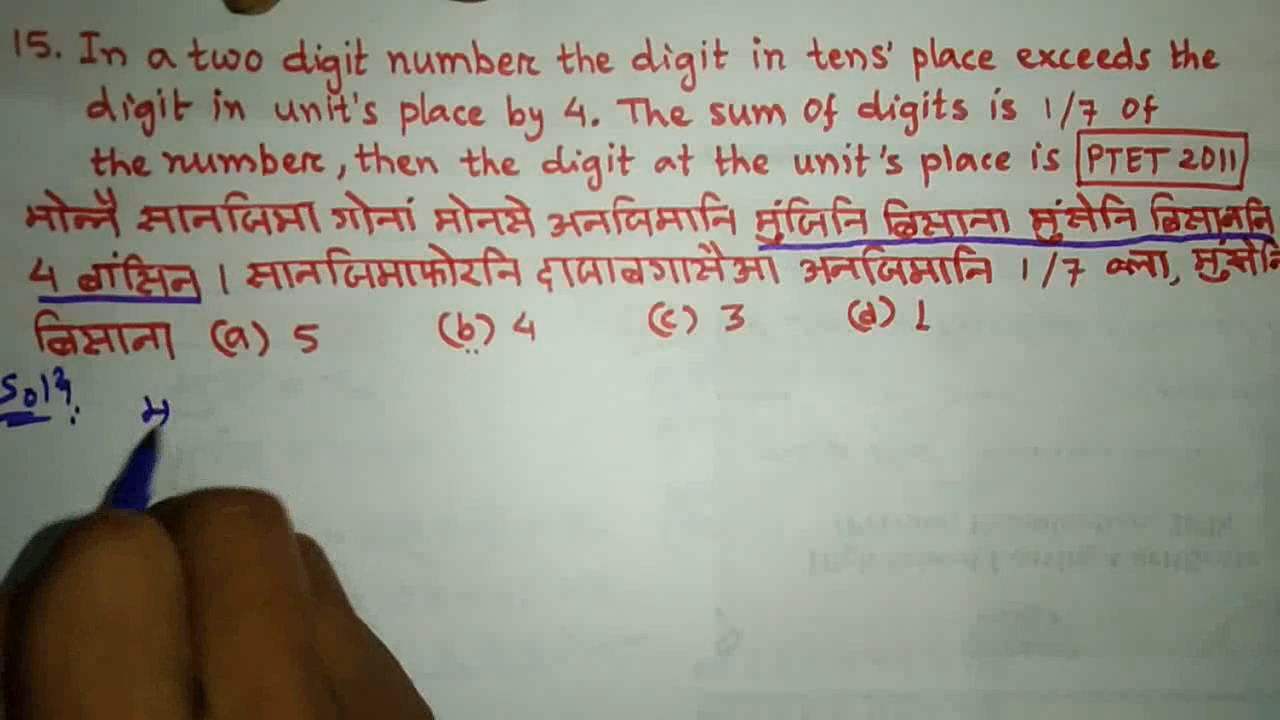 15. In a two digit number the digit in tens' place exceeds the
digit in unit's place by 4. The sum of digits is 1/7 of
the number, then the digit at the unit's place is PTET 2011
मोन्नै सानजिमा गोनां मोनसे अनजिमानि मुंजिनि बिसाना मुंसेनि बिसाननि
4 बांसिन । सानजिमाफोरनि दाजाबगासैआ अनजिमानि 1/7 ब्ला, मुंसेनि
बिसाना (a) 5 (b) 4 (c) 3 (d) 1
Solⁿ: